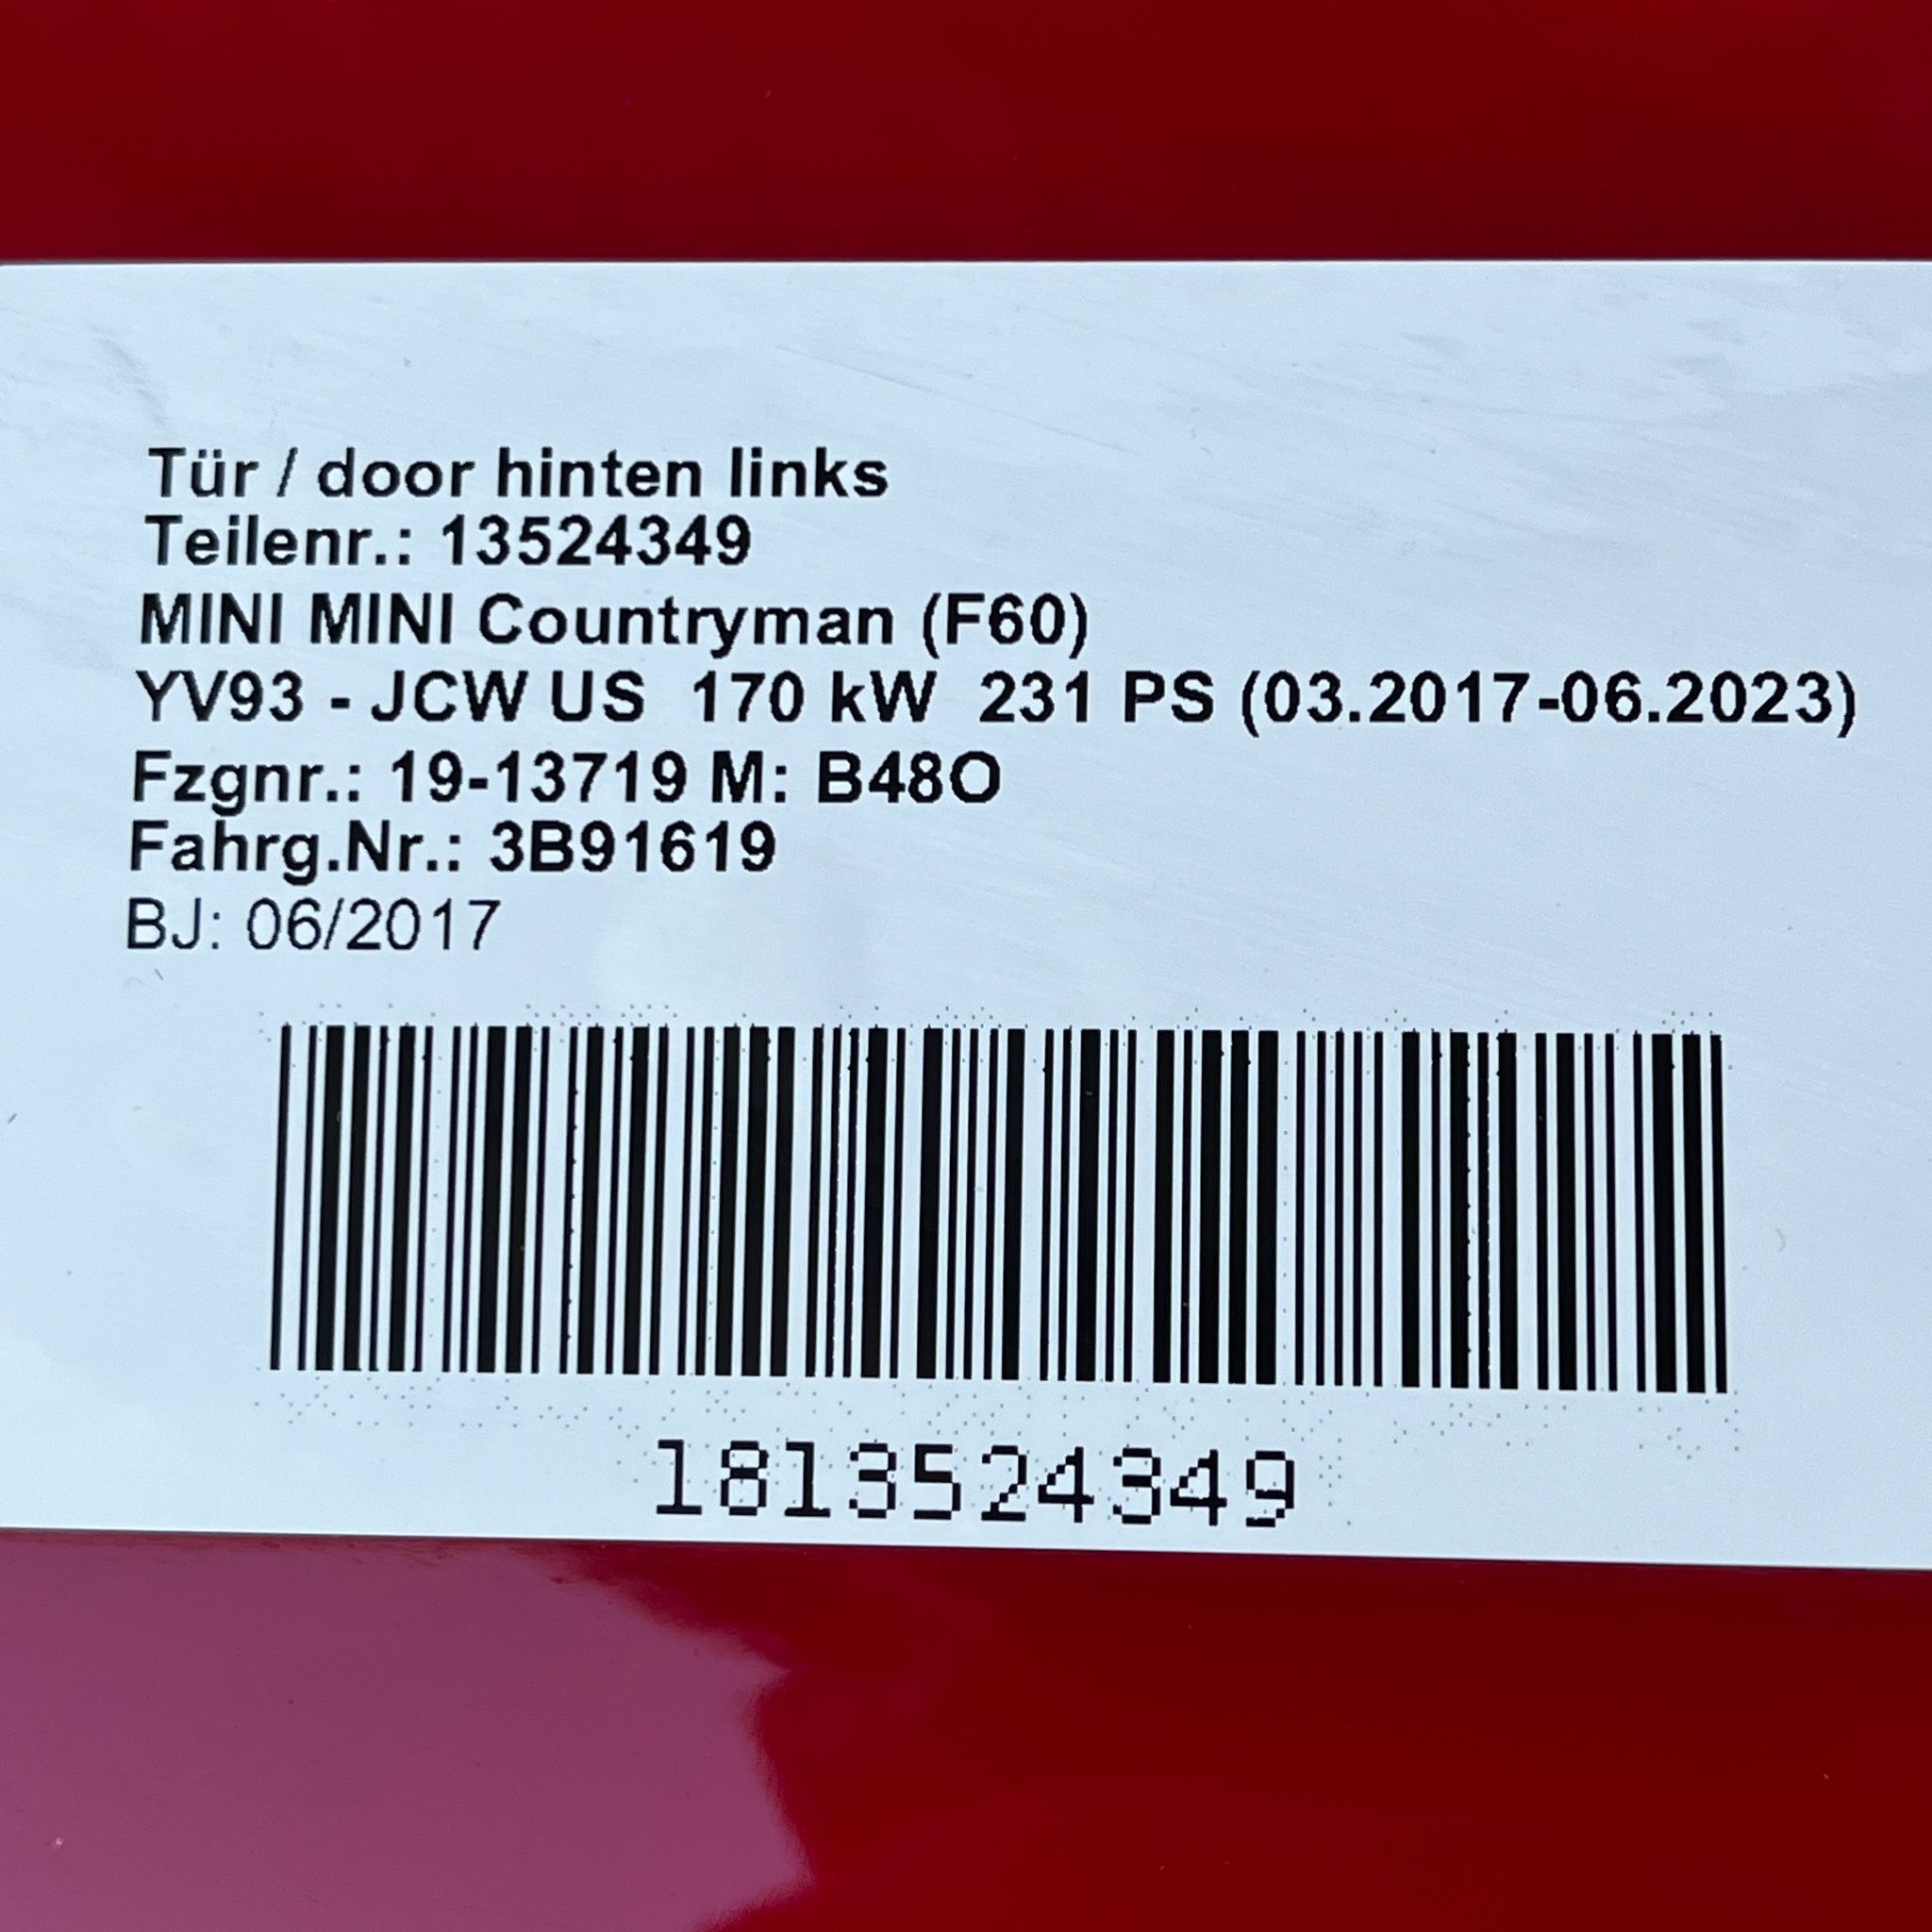 Tür / door hinten links
Teilenr.: 13524349
MINI MINI Countryman (F60)
YV93 - JCW US  170 kW  231 PS (03.2017-06.2023)
Fzgnr.: 19-13719 M: B48O
Fahrg.Nr.: 3B91619
BJ: 06/2017
1813524349